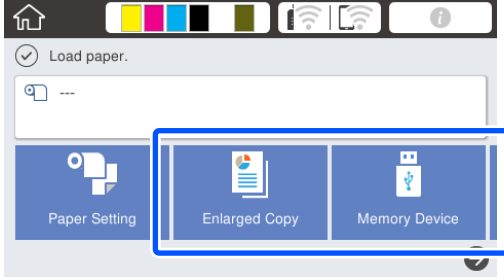 Load paper.
---
Paper Setting
Enlarged Copy
Memory Device